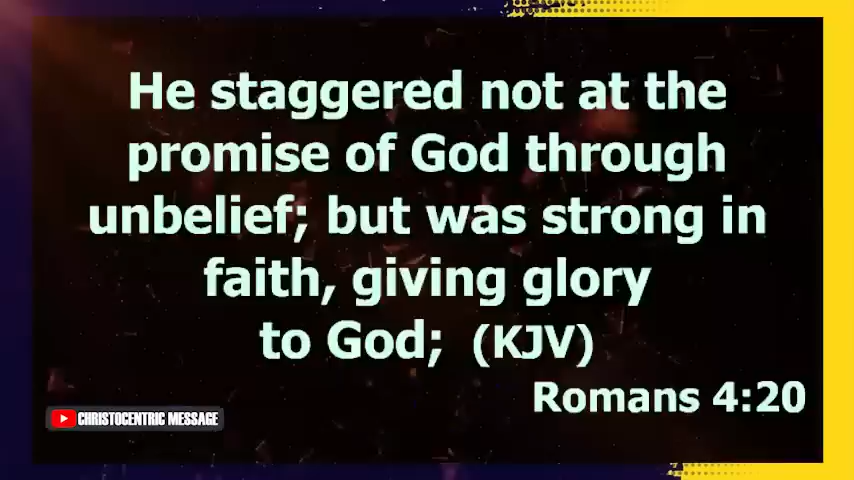 He staggered not at the
promise of God through
unbelief; but was strong in
faith, giving glory
to God; (KJV)
Romans 4:20
CHRISTOCENTRIC MESSAGE